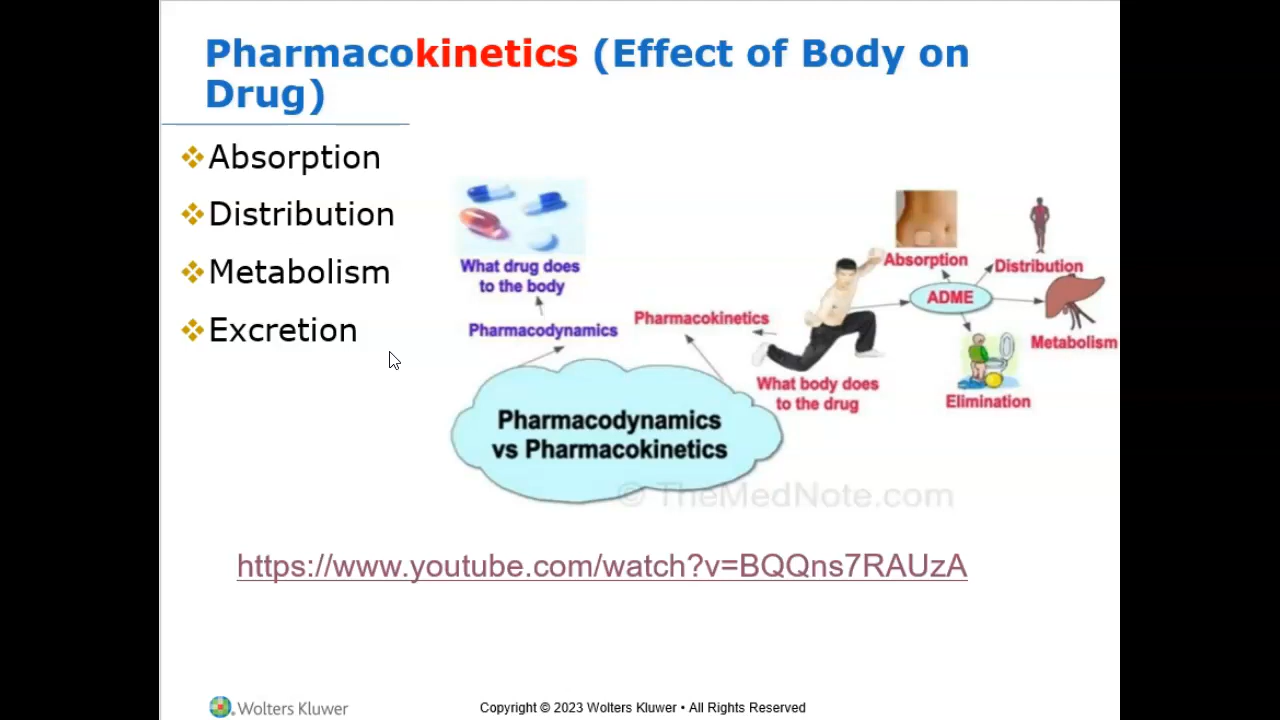 Pharmacokinetics (Effect of Body on
Drug)
Absorption
Distribution
Metabolism
Excretion
What drug does
to the body
Pharmacodynamics
Pharmacokinetics
Absorption
Distribution
ADME
Metabolism
What body does
to the drug
Elimination
Pharmacodynamics
vs Pharmacokinetics
© TheMedNote.com
https://www.youtube.com/watch?v=BQQns7RAUzA
Wolters Kluwer
Copyright © 2023 Wolters Kluwer • All Rights Reserved